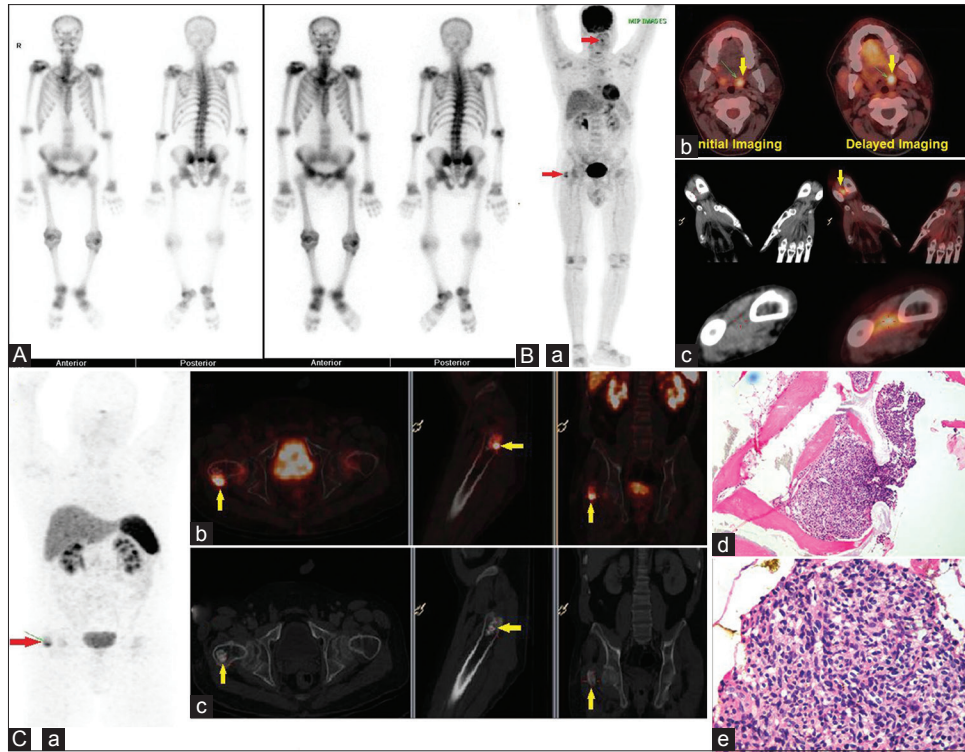 R
MIP IMAGES
b
nitial Imaging
Delayed Imaging
c
A
Anterior
Posterior
Anterior
Posterior
B
a
b
c
C
a
d
e